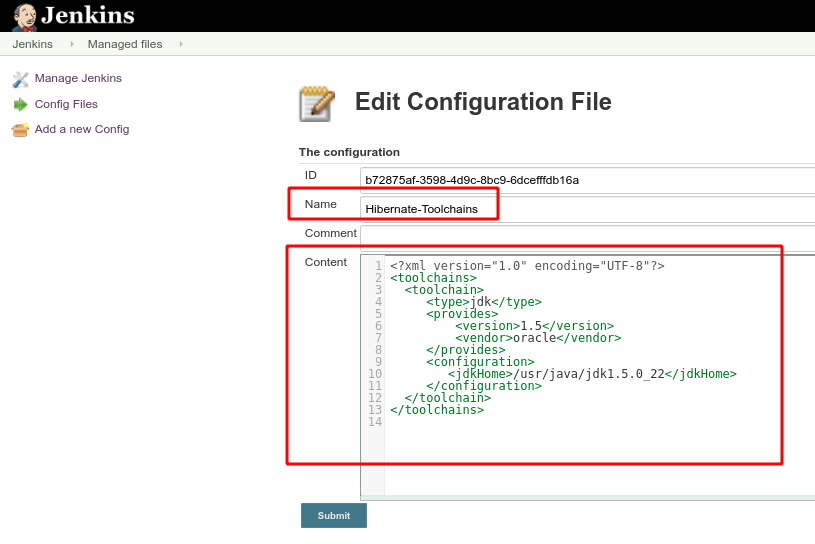 Jenkins
Jenkins Managed files
Manage Jenkins
Config Files
Add a new Config
Edit Configuration File
The configuration
ID b72875af-3598-4d9c-8bc9-6dcefffdb16a
Name Hibernate-Toolchains
Comment
Content
1 <?xml version="1.0" encoding="UTF-8"?>
2 <toolchains>
3 <toolchain>
4 <type>jdk</type>
5 <provides>
6 <version>1.5</version>
7 <vendor>oracle</vendor>
8 </provides>
9 <configuration>
10 <jdkHome>/usr/java/jdk1.5.0_22</jdkHome>
11 </configuration>
12 </toolchain>
13 </toolchains>
14
Submit